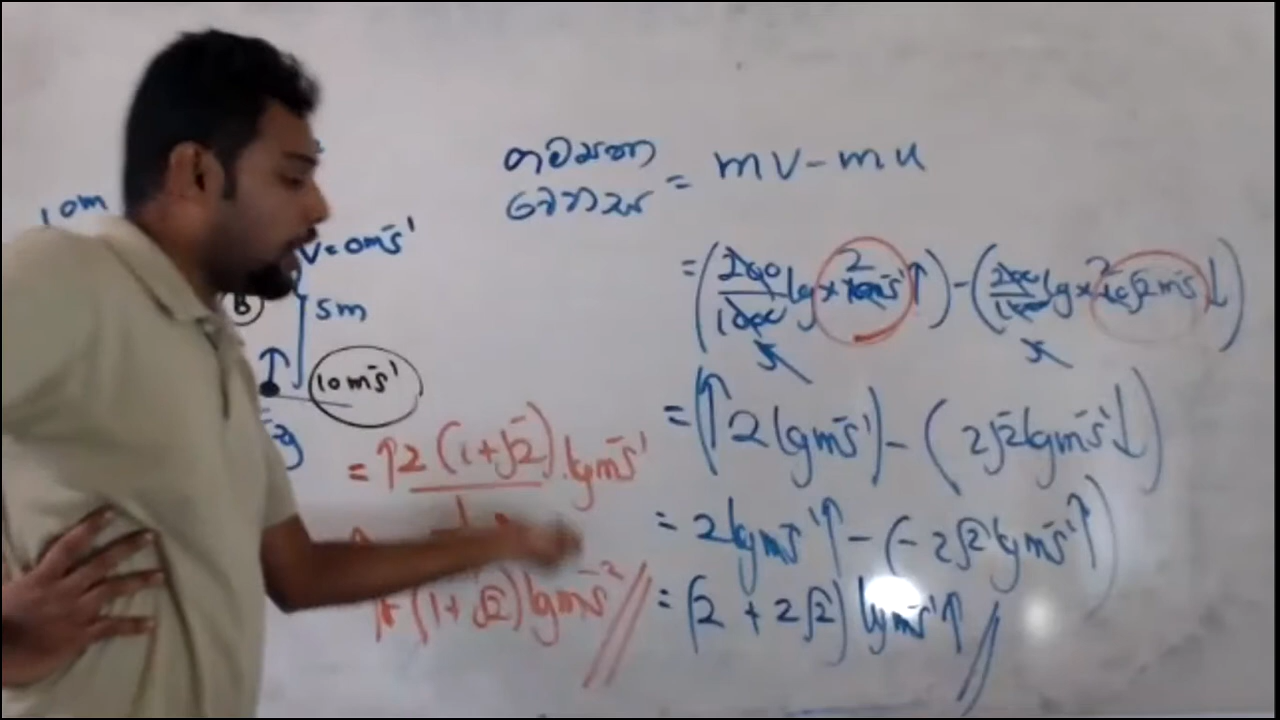 10m
V=0ms⁻¹
B
5m
10ms⁻¹
ගම්‍යතා
වෙනස = mv - mu
= (200/1000 kg × 10ms⁻¹ ↑) - (200/1000 kg × 10√2 ms⁻¹ ↓)
= (↑ 2 kgms⁻¹) - (2√2 kgms⁻¹ ↓)
= 2 kgms⁻¹ ↑ - (-2√2 kgms⁻¹ ↑)
= (2 + 2√2) kgms⁻¹ ↑ //
= ↑ 2 (1+√2) kgms⁻¹
(1+√2) kgms⁻² //